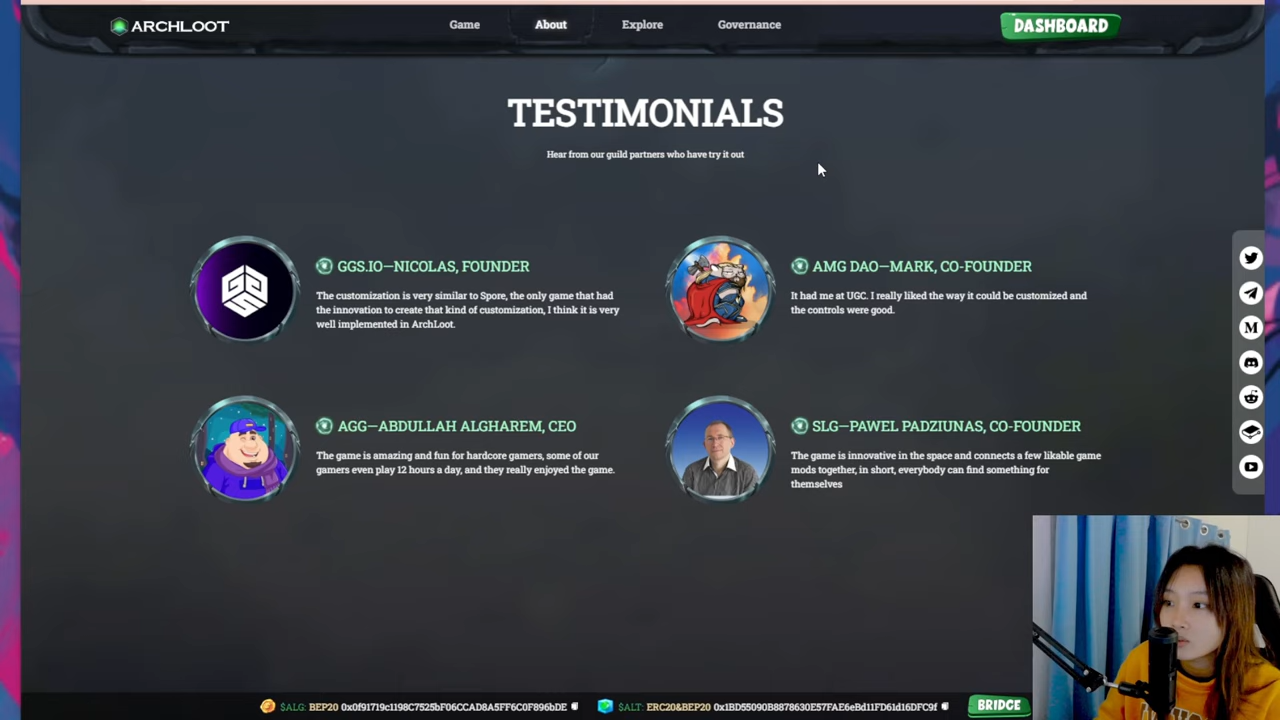 ARCHLOOT
Game
About
Explore
Governance
DASHBOARD
TESTIMONIALS
Hear from our guild partners who have try it out
GGS.IO—NICOLAS, FOUNDER
The customization is very similar to Spore, the only game that had
the innovation to create that kind of customization, I think it is very
well implemented in ArchLoot.
AMG DAO—MARK, CO-FOUNDER
It had me at UGC. I really liked the way it could be customized and
the controls were good.
AGG—ABDULLAH ALGHAREM, CEO
The game is amazing and fun for hardcore gamers, some of our
gamers even play 12 hours a day, and they really enjoyed the game.
SLG—PAWEL PADZIUNAS, CO-FOUNDER
The game is innovative in the space and connects a few likable game
mods together, in short, everybody can find something for
themselves
$ALG: BEP20 0x0f91719c1198C7525bF06CCAD8A5FF6C0F896bDE
$ALT: ERC20&BEP20 0x1BD55090B8878630E57FAE6eBd11FD61d16DFC9f
BRIDGE